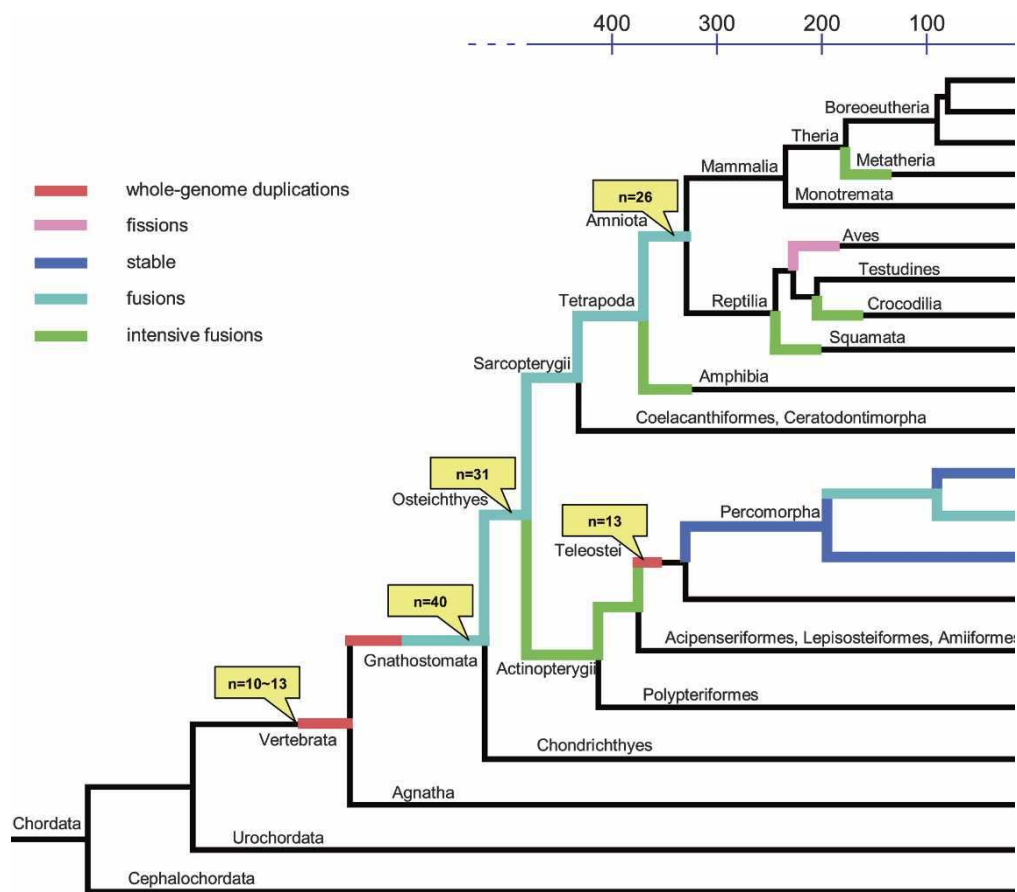 400 300 200 100
Boreoeutheria
Theria
Metatheria
Mammalia
whole-genome duplications
n=26
Monotremata
fissions
Amniota
Aves
stable
Testudines
fusions
Tetrapoda
Reptilia
Crocodilia
intensive fusions
Squamata
Sarcopterygii
Amphibia
Coelacanthiformes, Ceratodontimorpha
n=31
Osteichthyes
Percomorpha
n=13
Teleostei
n=40
Acipenseriformes, Lepisosteiformes, Amiiformes
Gnathostomata
Actinopterygii
n=10~13
Polypteriformes
Vertebrata
Chondrichthyes
Agnatha
Chordata
Urochordata
Cephalochordata